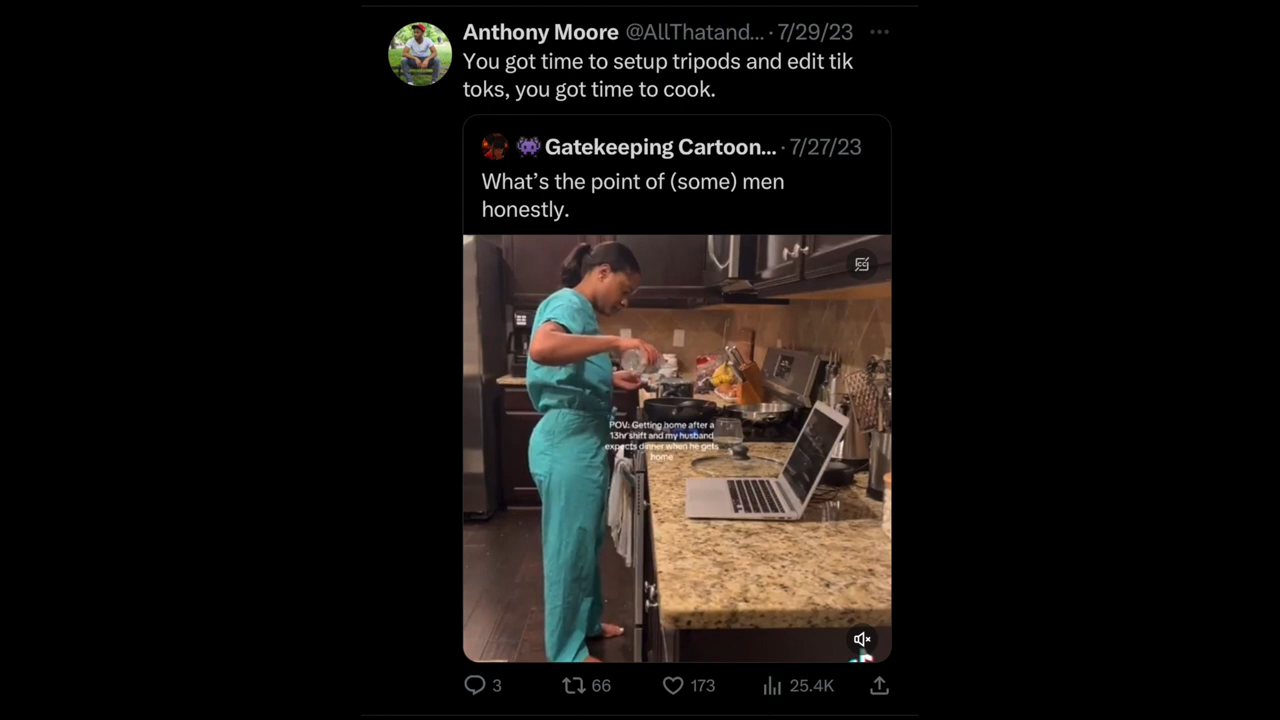 Anthony Moore @AllThatand... · 7/29/23
You got time to setup tripods and edit tik
toks, you got time to cook.
Gatekeeping Cartoon... · 7/27/23
What's the point of (some) men
honestly.
POV: Getting home after a
13hr shift and my husband
expects dinner when he gets
home
3 66 173 25.4K